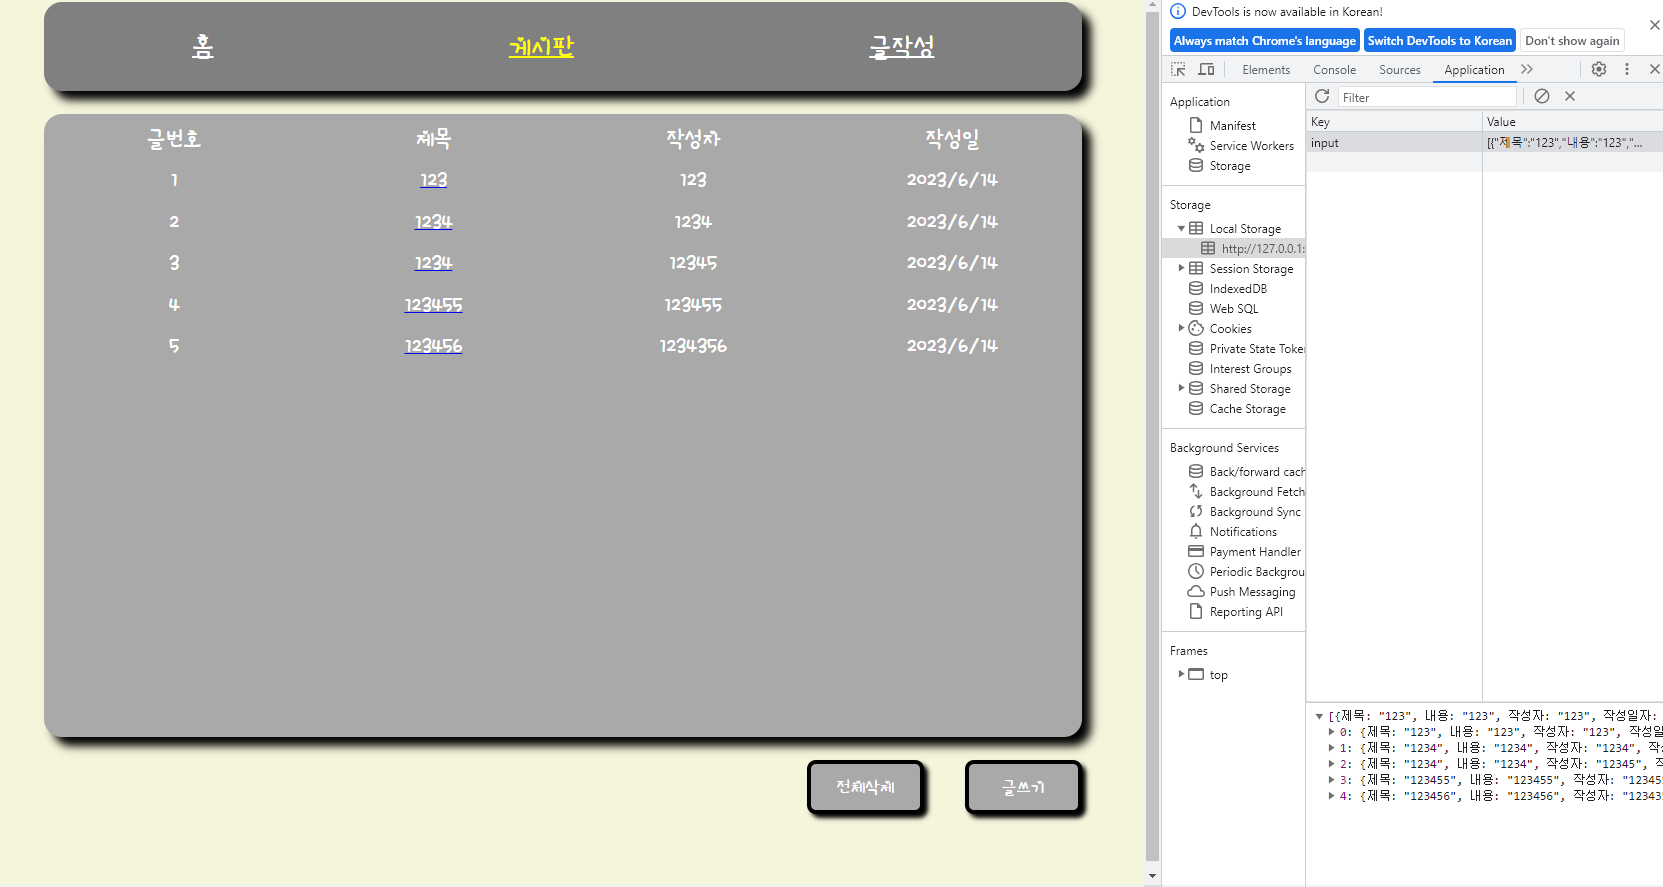 홈 게시판 글작성
글번호 제목 작성자 작성일
1 123 123 2023/6/14
2 1234 1234 2023/6/14
3 1234 12345 2023/6/14
4 123455 123455 2023/6/14
5 123456 1234356 2023/6/14
전체삭제 글쓰기
DevTools is now available in Korean!
Always match Chrome's language Switch DevTools to Korean Don't show again
Elements Console Sources Application
Application
Manifest
Service Workers
Storage
Storage
Local Storage
http://127.0.0.1:
Session Storage
IndexedDB
Web SQL
Cookies
Private State Token
Interest Groups
Shared Storage
Cache Storage
Background Services
Back/forward cach
Background Fetch
Background Sync
Notifications
Payment Handler
Periodic Backgrou
Push Messaging
Reporting API
Frames
top
Filter
Key Value
input [{"제목":"123","내용":"123","...
[{제목: "123", 내용: "123", 작성자: "123", 작성일자:
0: {제목: "123", 내용: "123", 작성자: "123", 작성일
1: {제목: "1234", 내용: "1234", 작성자: "1234", 작
2: {제목: "1234", 내용: "1234", 작성자: "12345", 작
3: {제목: "123455", 내용: "123455", 작성자: "12345
4: {제목: "123456", 내용: "123456", 작성자: "12343